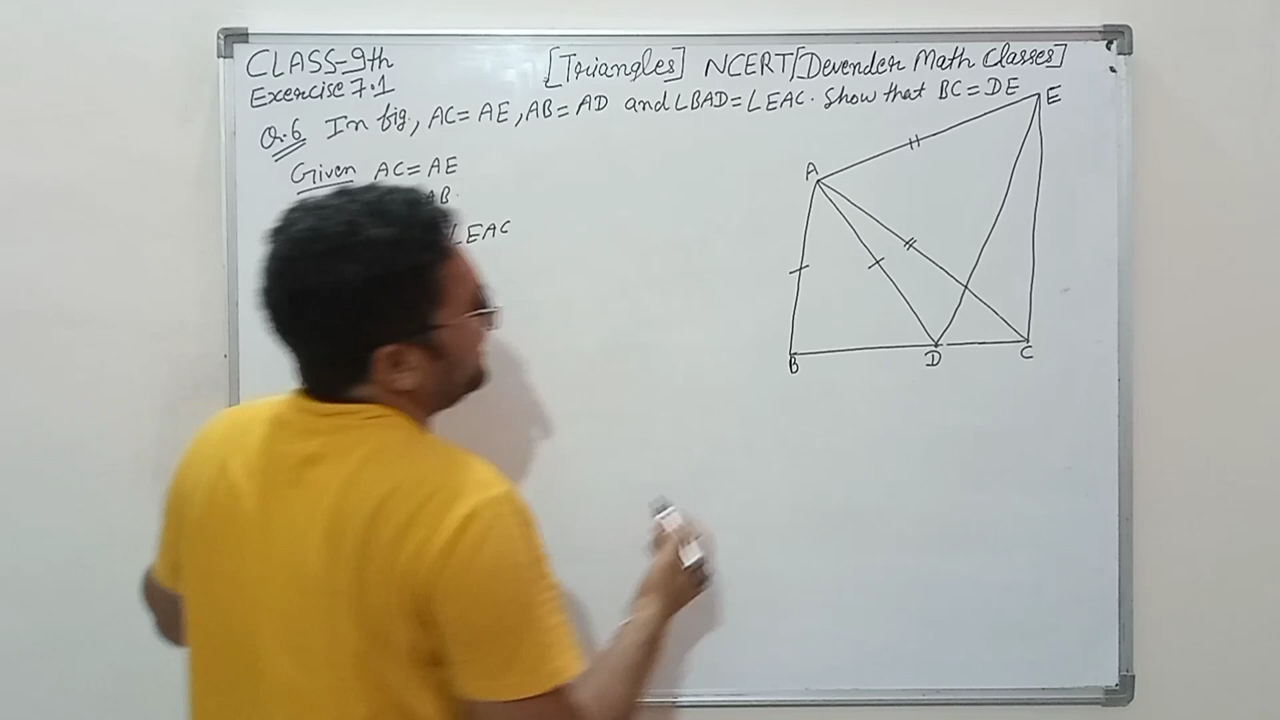 CLASS-9th [Triangles] NCERT [Devender Math Classes]
Exercise 7.1
Q.6 In fig., AC = AE, AB = AD and ∠BAD = ∠EAC. Show that BC = DE
Given AC = AE
AB.
∠EAC
E
A
B
D
C